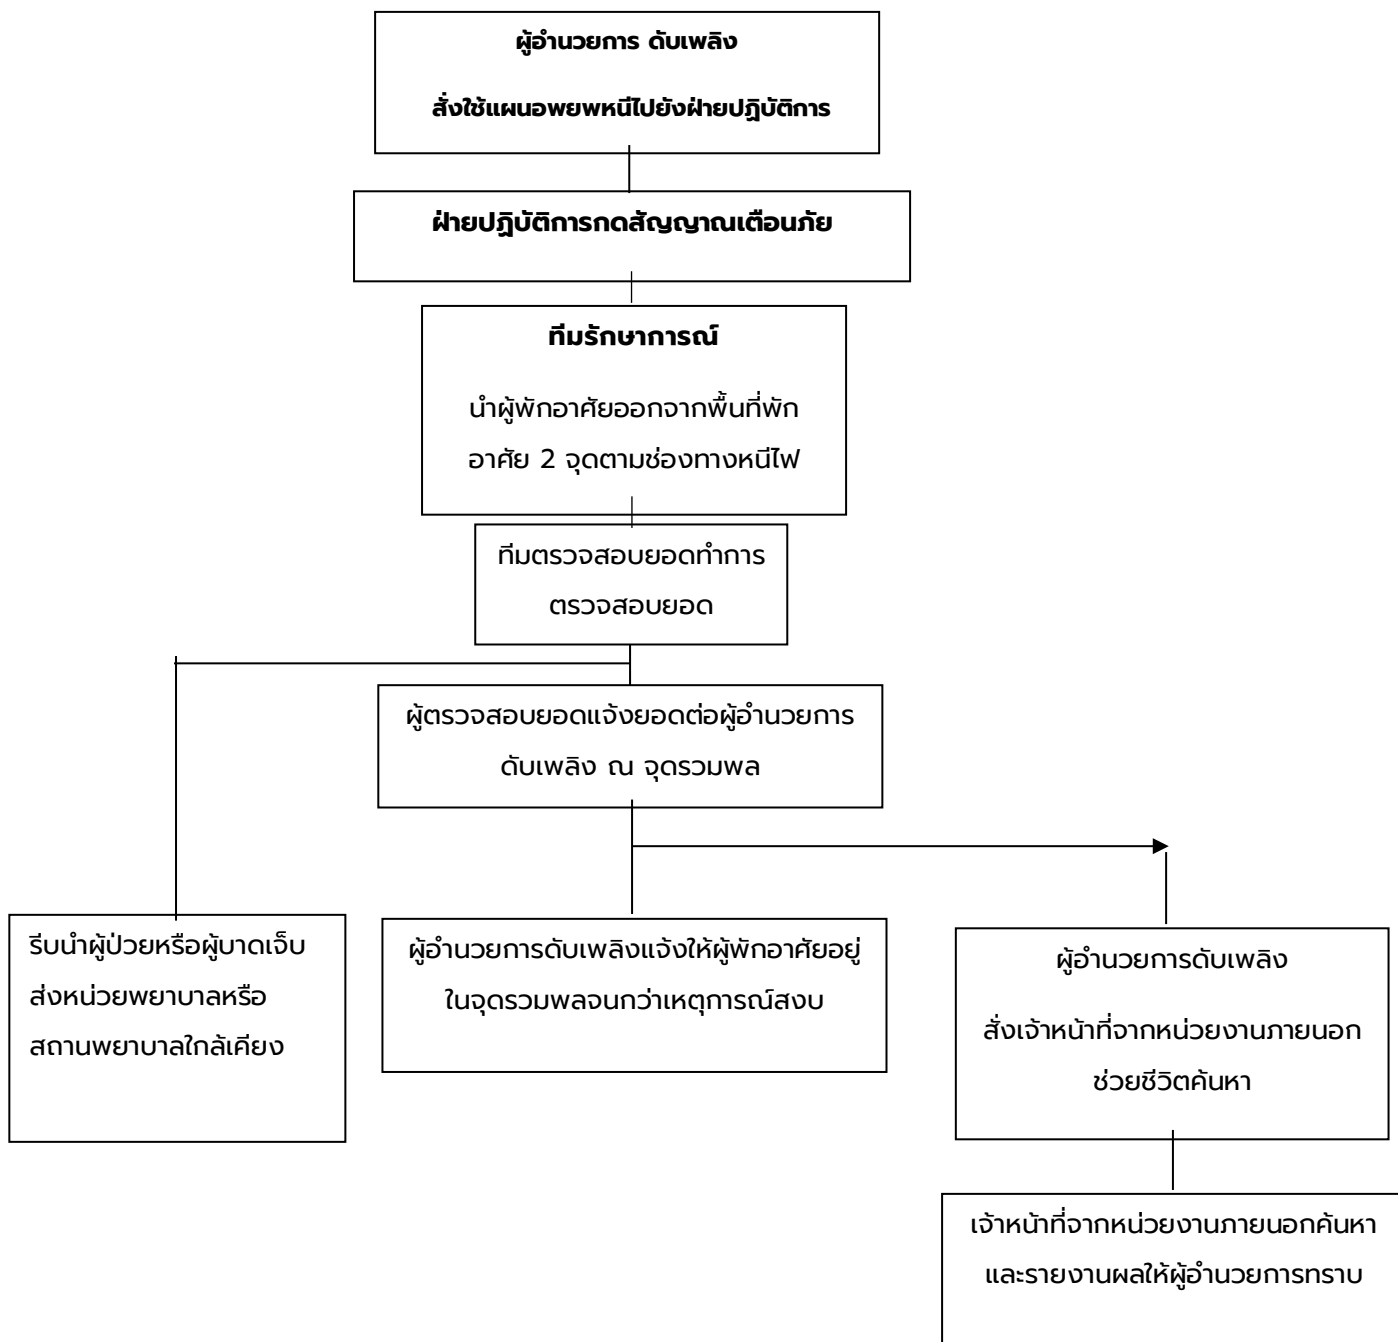 ผู้อำนวยการ ดับเพลิง
สั่งใช้แผนอพยพหนีไปยังฝ่ายปฏิบัติการ
ฝ่ายปฏิบัติการกดสัญญาณเตือนภัย
ทีมรักษาการณ์
นำผู้พักอาศัยออกจากพื้นที่พัก
อาศัย 2 จุดตามช่องทางหนีไฟ
ทีมตรวจสอบยอดทำการ
ตรวจสอบยอด
ผู้ตรวจสอบยอดแจ้งยอดต่อผู้อำนวยการ
ดับเพลิง ณ จุดรวมพล
รีบนำผู้ป่วยหรือผู้บาดเจ็บ
ส่งหน่วยพยาบาลหรือ
สถานพยาบาลใกล้เคียง
ผู้อำนวยการดับเพลิงแจ้งให้ผู้พักอาศัยอยู่
ในจุดรวมพลจนกว่าเหตุการณ์สงบ
ผู้อำนวยการดับเพลิง
สั่งเจ้าหน้าที่จากหน่วยงานภายนอก
ช่วยชีวิตค้นหา
เจ้าหน้าที่จากหน่วยงานภายนอกค้นหา
และรายงานผลให้ผู้อำนวยการทราบ